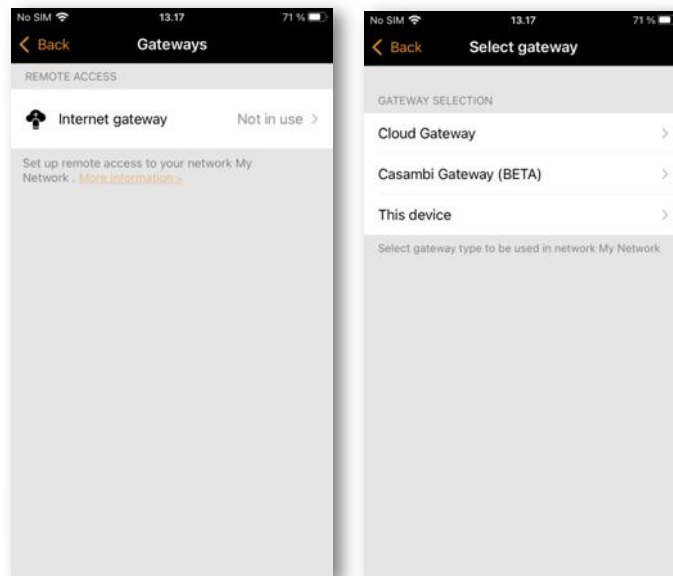 No SIM 13.17 71 %
Back Gateways
REMOTE ACCESS
Internet gateway Not in use
Set up remote access to your network My
Network . More information »
No SIM 13.17 71 %
Back Select gateway
GATEWAY SELECTION
Cloud Gateway
Casambi Gateway (BETA)
This device
Select gateway type to be used in network My Network